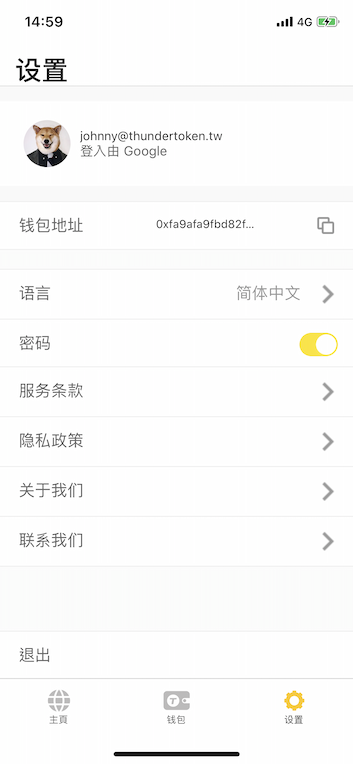 14:59
4G
设置
johnny@thundertoken.tw
登入由 Google
钱包地址
0xfa9afa9fbd82f...
语言
简体中文
密码
服务条款
隐私政策
关于我们
联系我们
退出
主頁
钱包
设置